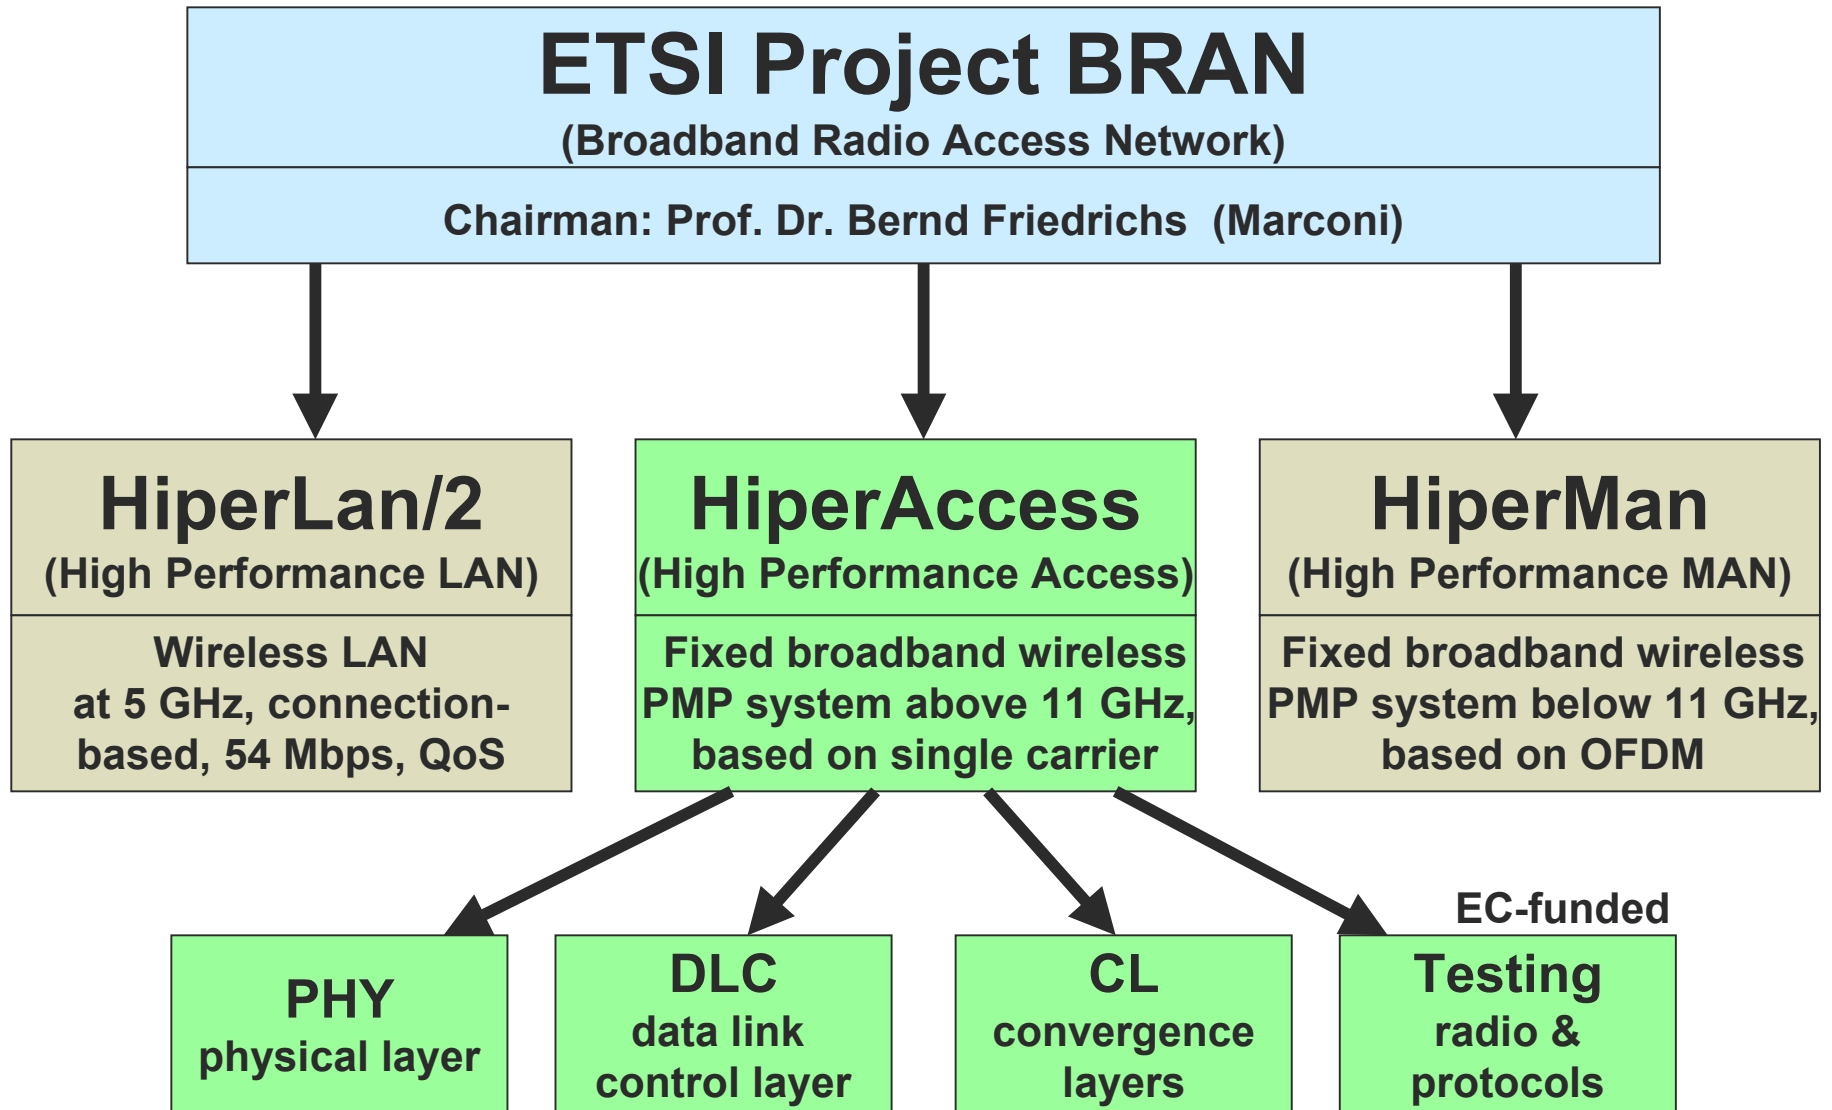 ETSI Project BRAN
(Broadband Radio Access Network)
Chairman: Prof. Dr. Bernd Friedrichs (Marconi)
HiperLan/2
(High Performance LAN)
Wireless LAN
at 5 GHz, connection-
based, 54 Mbps, QoS
HiperAccess
(High Performance Access)
Fixed broadband wireless
PMP system above 11 GHz,
based on single carrier
HiperMan
(High Performance MAN)
Fixed broadband wireless
PMP system below 11 GHz,
based on OFDM
PHY
physical layer
DLC
data link
control layer
CL
convergence
layers
EC-funded
Testing
radio &
protocols